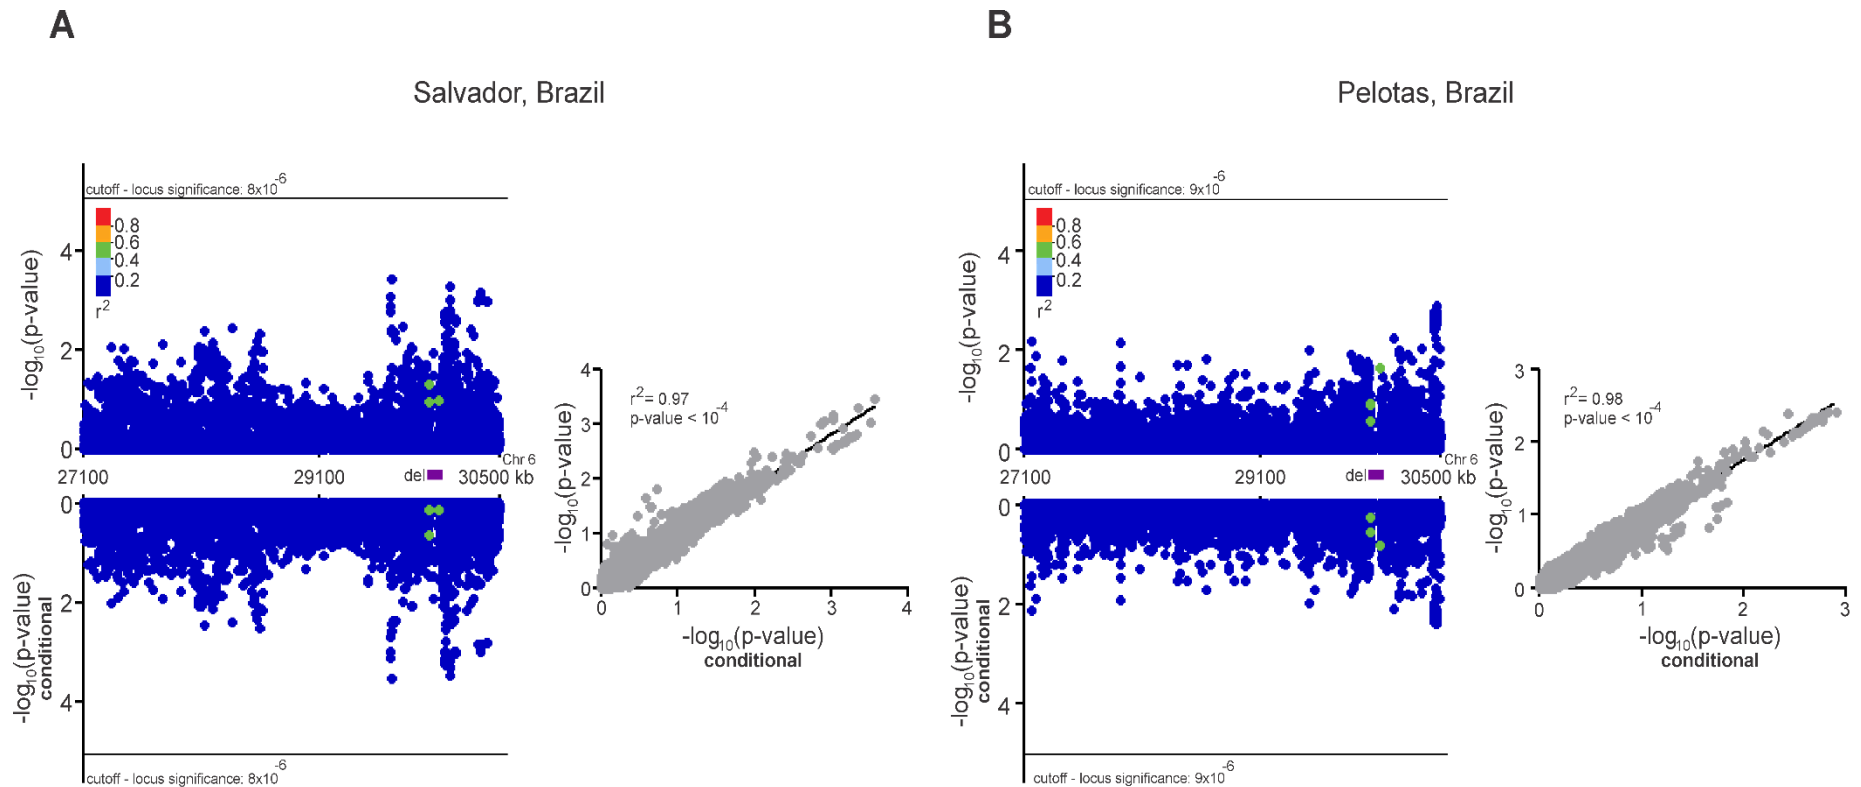 A
Salvador, Brazil
cutoff - locus significance: 8x10^-6
0.8
0.6
0.4
0.2
r^2
-log10(p-value)
4
2
0
Chr 6
27100
29100
del
30500 kb
0
2
4
-log10(p-value)
conditional
cutoff - locus significance: 8x10^-6
r^2= 0.97
p-value < 10^-4
-log10(p-value)
4
3
2
1
0
0
1
2
3
4
-log10(p-value)
conditional
B
Pelotas, Brazil
cutoff - locus significance: 9x10^-6
0.8
0.6
0.4
0.2
r^2
-log10(p-value)
4
2
0
Chr 6
27100
29100
del
30500 kb
0
2
4
-log10(p-value)
conditional
cutoff - locus significance: 9x10^-6
r^2= 0.98
p-value < 10^-4
-log10(p-value)
3
2
1
0
0
1
2
3
-log10(p-value)
conditional